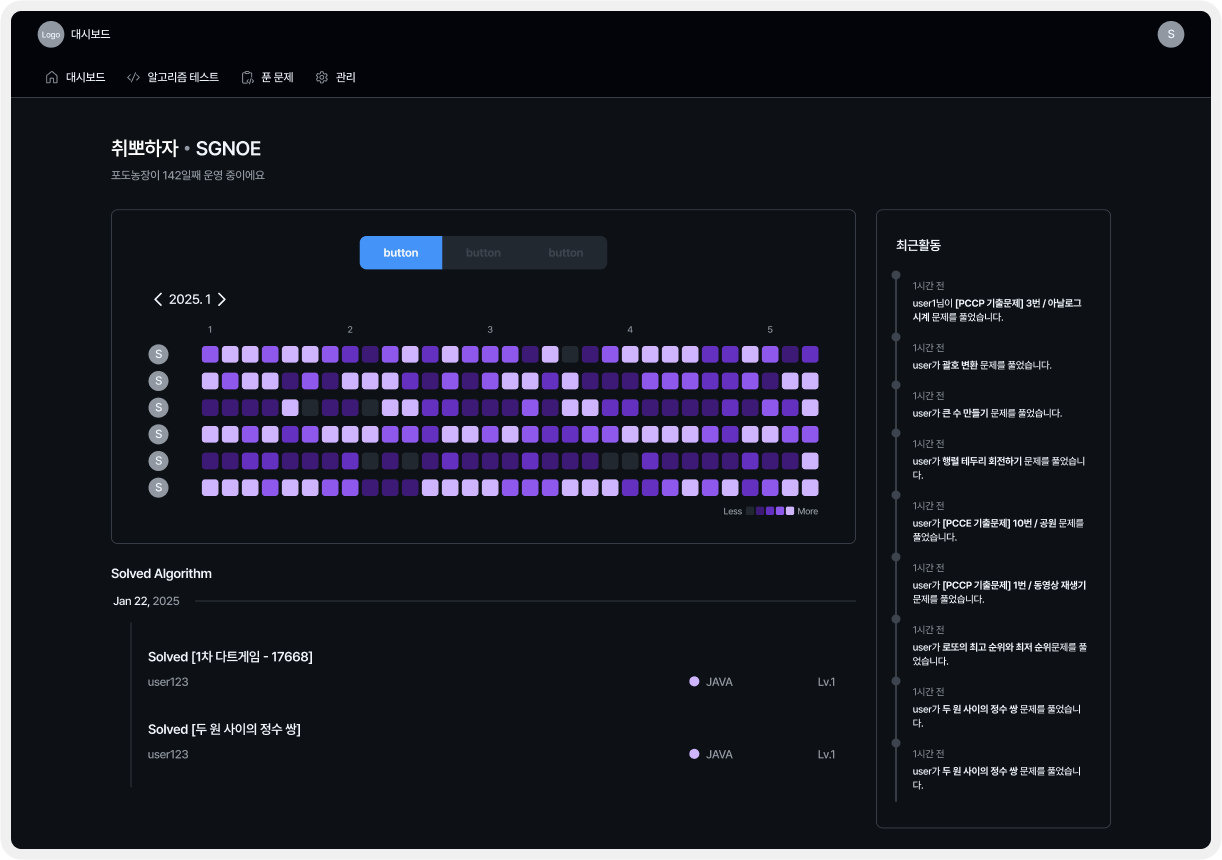 Logo 대시보드 S
대시보드 알고리즘 테스트 푼 문제 관리
취뽀하자 • SGNOE
포도농장이 142일째 운영 중이에요
button button button
2025. 1
1 2 3 4 5
S
S
S
S
S
S
Less More
Solved Algorithm
Jan 22, 2025
Solved [1차 다트게임 - 17668]
user123 JAVA Lv.1
Solved [두 원 사이의 정수 쌍]
user123 JAVA Lv.1
최근활동
1시간 전
user1님이 [PCCP 기출문제] 3번 / 아날로그
시계 문제를 풀었습니다.
1시간 전
user가 괄호 변환 문제를 풀었습니다.
1시간 전
user가 큰 수 만들기 문제를 풀었습니다.
1시간 전
user가 행렬 테두리 회전하기 문제를 풀었습니
다.
1시간 전
user가 [PCCE 기출문제] 10번 / 공원 문제를
풀었습니다.
1시간 전
user가 [PCCP 기출문제] 1번 / 동영상 재생기
문제를 풀었습니다.
1시간 전
user가 로또의 최고 순위와 최저 순위문제를 풀
었습니다.
1시간 전
user가 두 원 사이의 정수 쌍 문제를 풀었습니
다.
1시간 전
user가 두 원 사이의 정수 쌍 문제를 풀었습니
다.